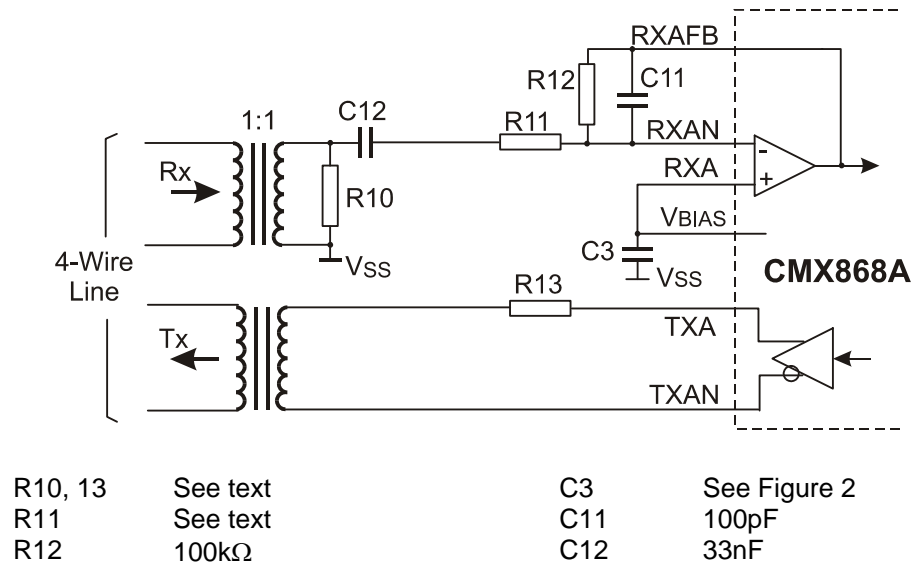 RXAFB
R12
C11
1:1
C12
R11
RXAN
-
Rx
R10
RXA
+
VBIAS
4-Wire
Line
VSS
C3
VSS
CMX868A
R13
Tx
TXA
TXAN
R10, 13 See text C3 See Figure 2
R11 See text C11 100pF
R12 100kΩ C12 33nF